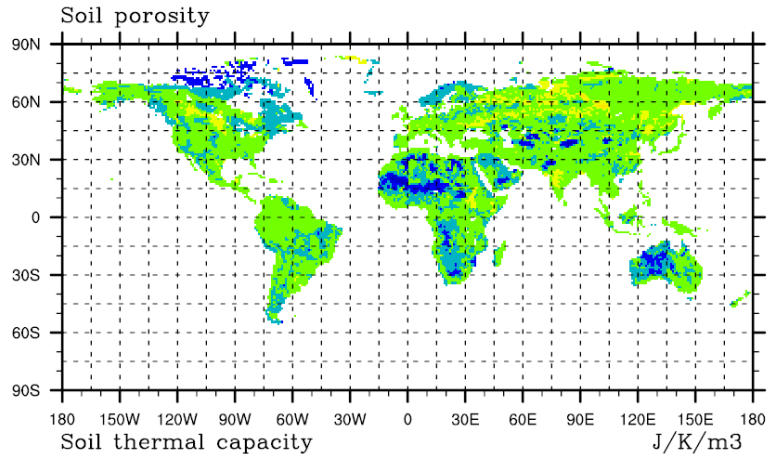 Soil porosity
90N
60N
30N
0
30S
60S
90S
180 150W 120W 90W 60W 30W 0 30E 60E 90E 120E 150E 180
Soil thermal capacity J/K/m3